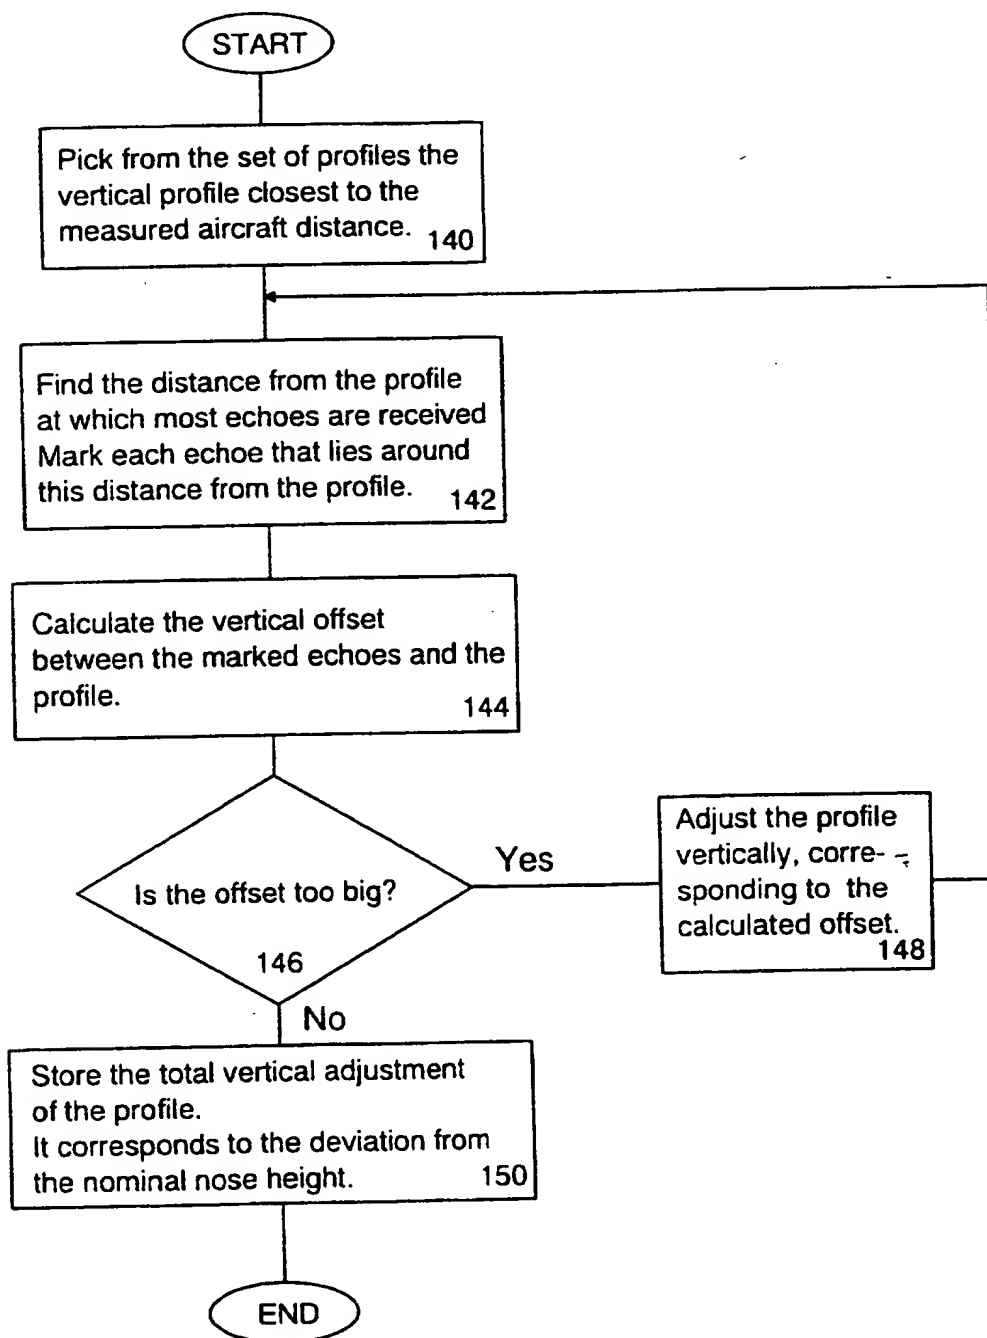 START
Pick from the set of profiles the
vertical profile closest to the
measured aircraft distance.
140
Find the distance from the profile
at which most echoes are received
Mark each echoe that lies around
this distance from the profile.
142
Calculate the vertical offset
between the marked echoes and the
profile.
144
Is the offset too big?
146
Yes
Adjust the profile
vertically, corre-
sponding to the
calculated offset.
148
No
Store the total vertical adjustment
of the profile.
It corresponds to the deviation from
the nominal nose height.
150
END